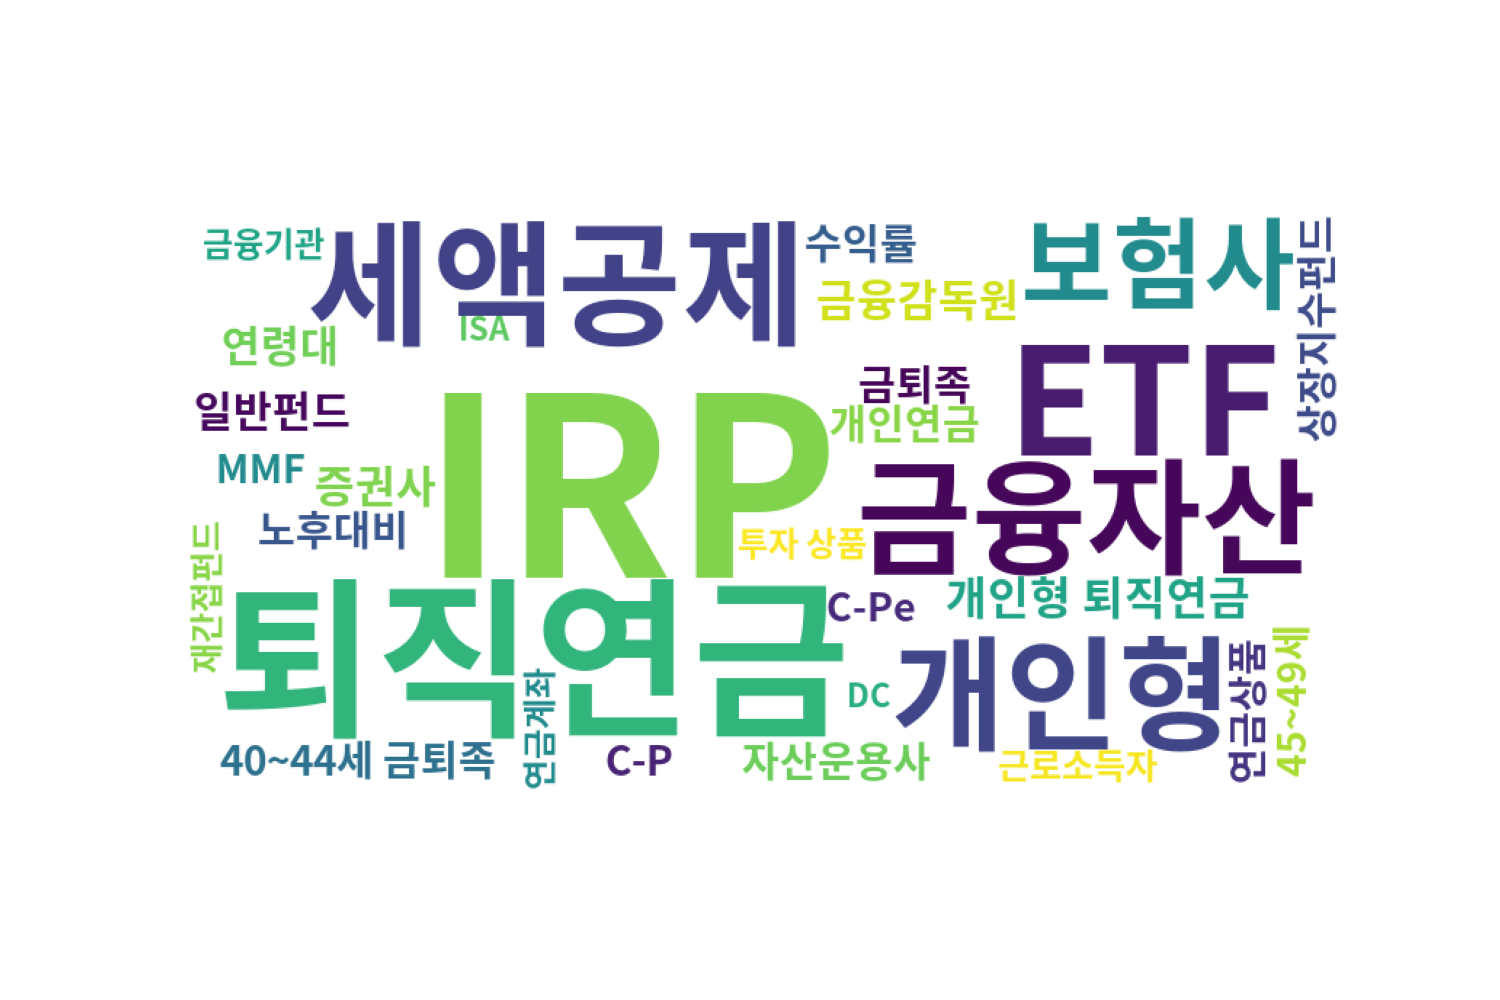 금융기관
세액공제
수익률
보험사
상장지수펀드
금융감독원
ISA
연령대
ETF
금퇴족
일반펀드
IRP
개인연금
MMF
증권사
금융자산
노후대비
투자 상품
재간접펀드
퇴직연금
C-Pe
개인형 퇴직연금
개인형
45~49세
연금상품
연금계좌
DC
40~44세 금퇴족
C-P
자산운용사
근로소득자